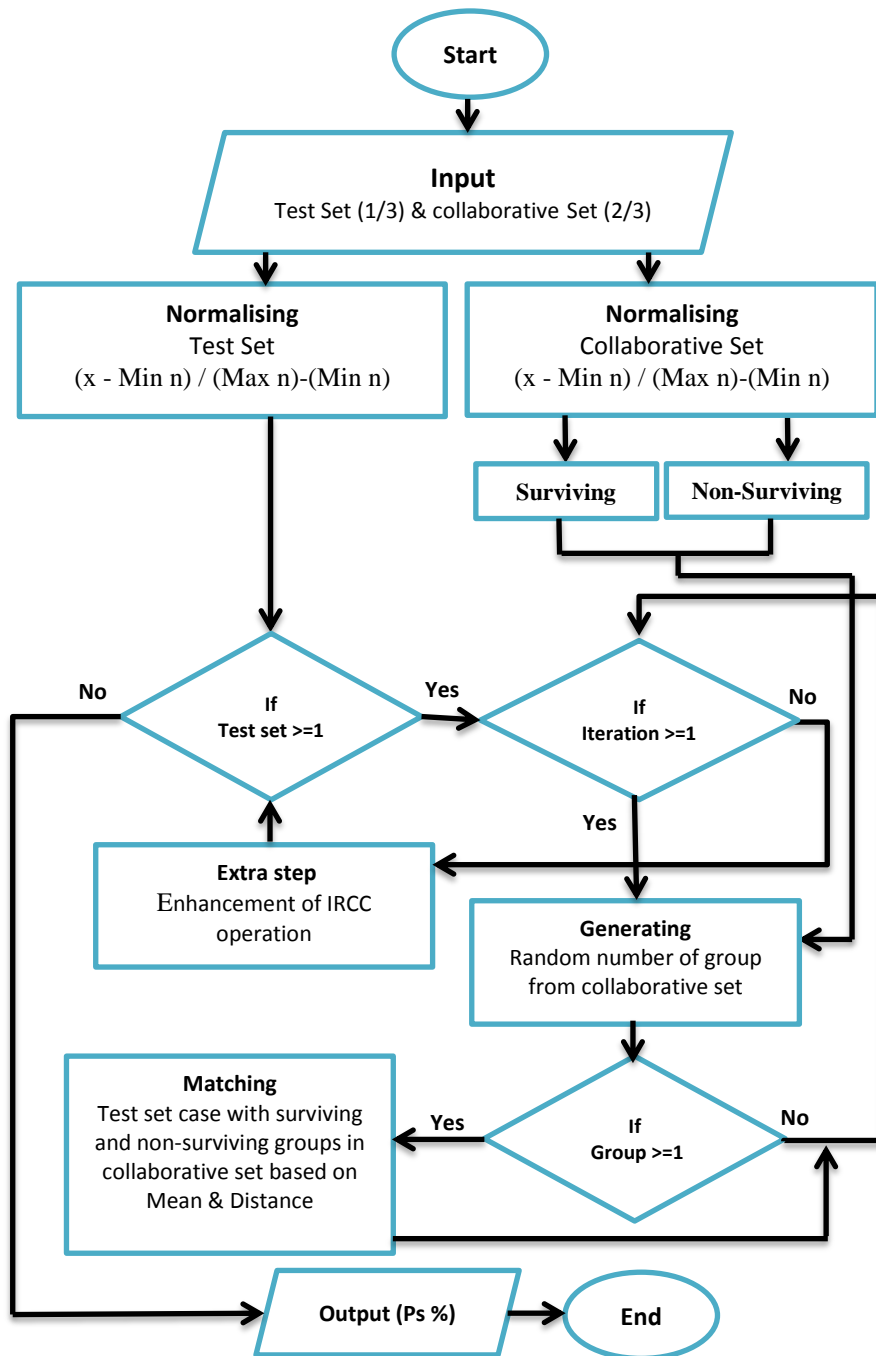 Start
Input
Test Set (1/3) & collaborative Set (2/3)
Normalising
Test Set
(x - Min n) / (Max n)-(Min n)
Normalising
Collaborative Set
(x - Min n) / (Max n)-(Min n)
Surviving
Non-Surviving
No
If
Test set >=1
Yes
If
Iteration >=1
No
Yes
Extra step
Enhancement of IRCC
operation
Generating
Random number of group
from collaborative set
Matching
Test set case with surviving
and non-surviving groups in
collaborative set based on
Mean & Distance
Yes
If
Group >=1
No
Output (Ps %)
End